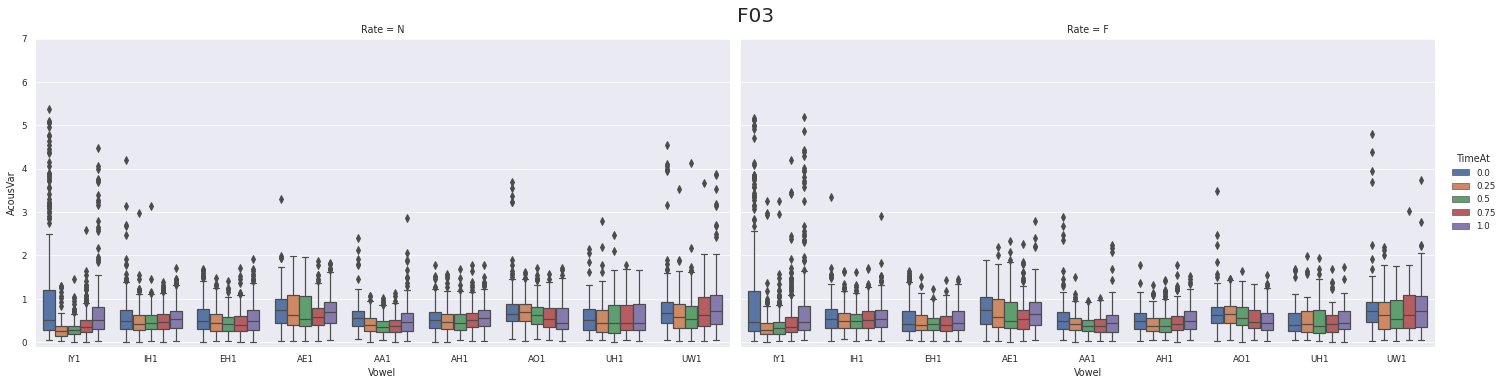 F03
Rate = N
Rate = F
7
6
5
4
3
2
1
0
AcousVar
IY1 IH1 EH1 AE1 AA1 AH1 AO1 UH1 UW1
Vowel
IY1 IH1 EH1 AE1 AA1 AH1 AO1 UH1 UW1
Vowel
TimeAt
0.0
0.25
0.5
0.75
1.0